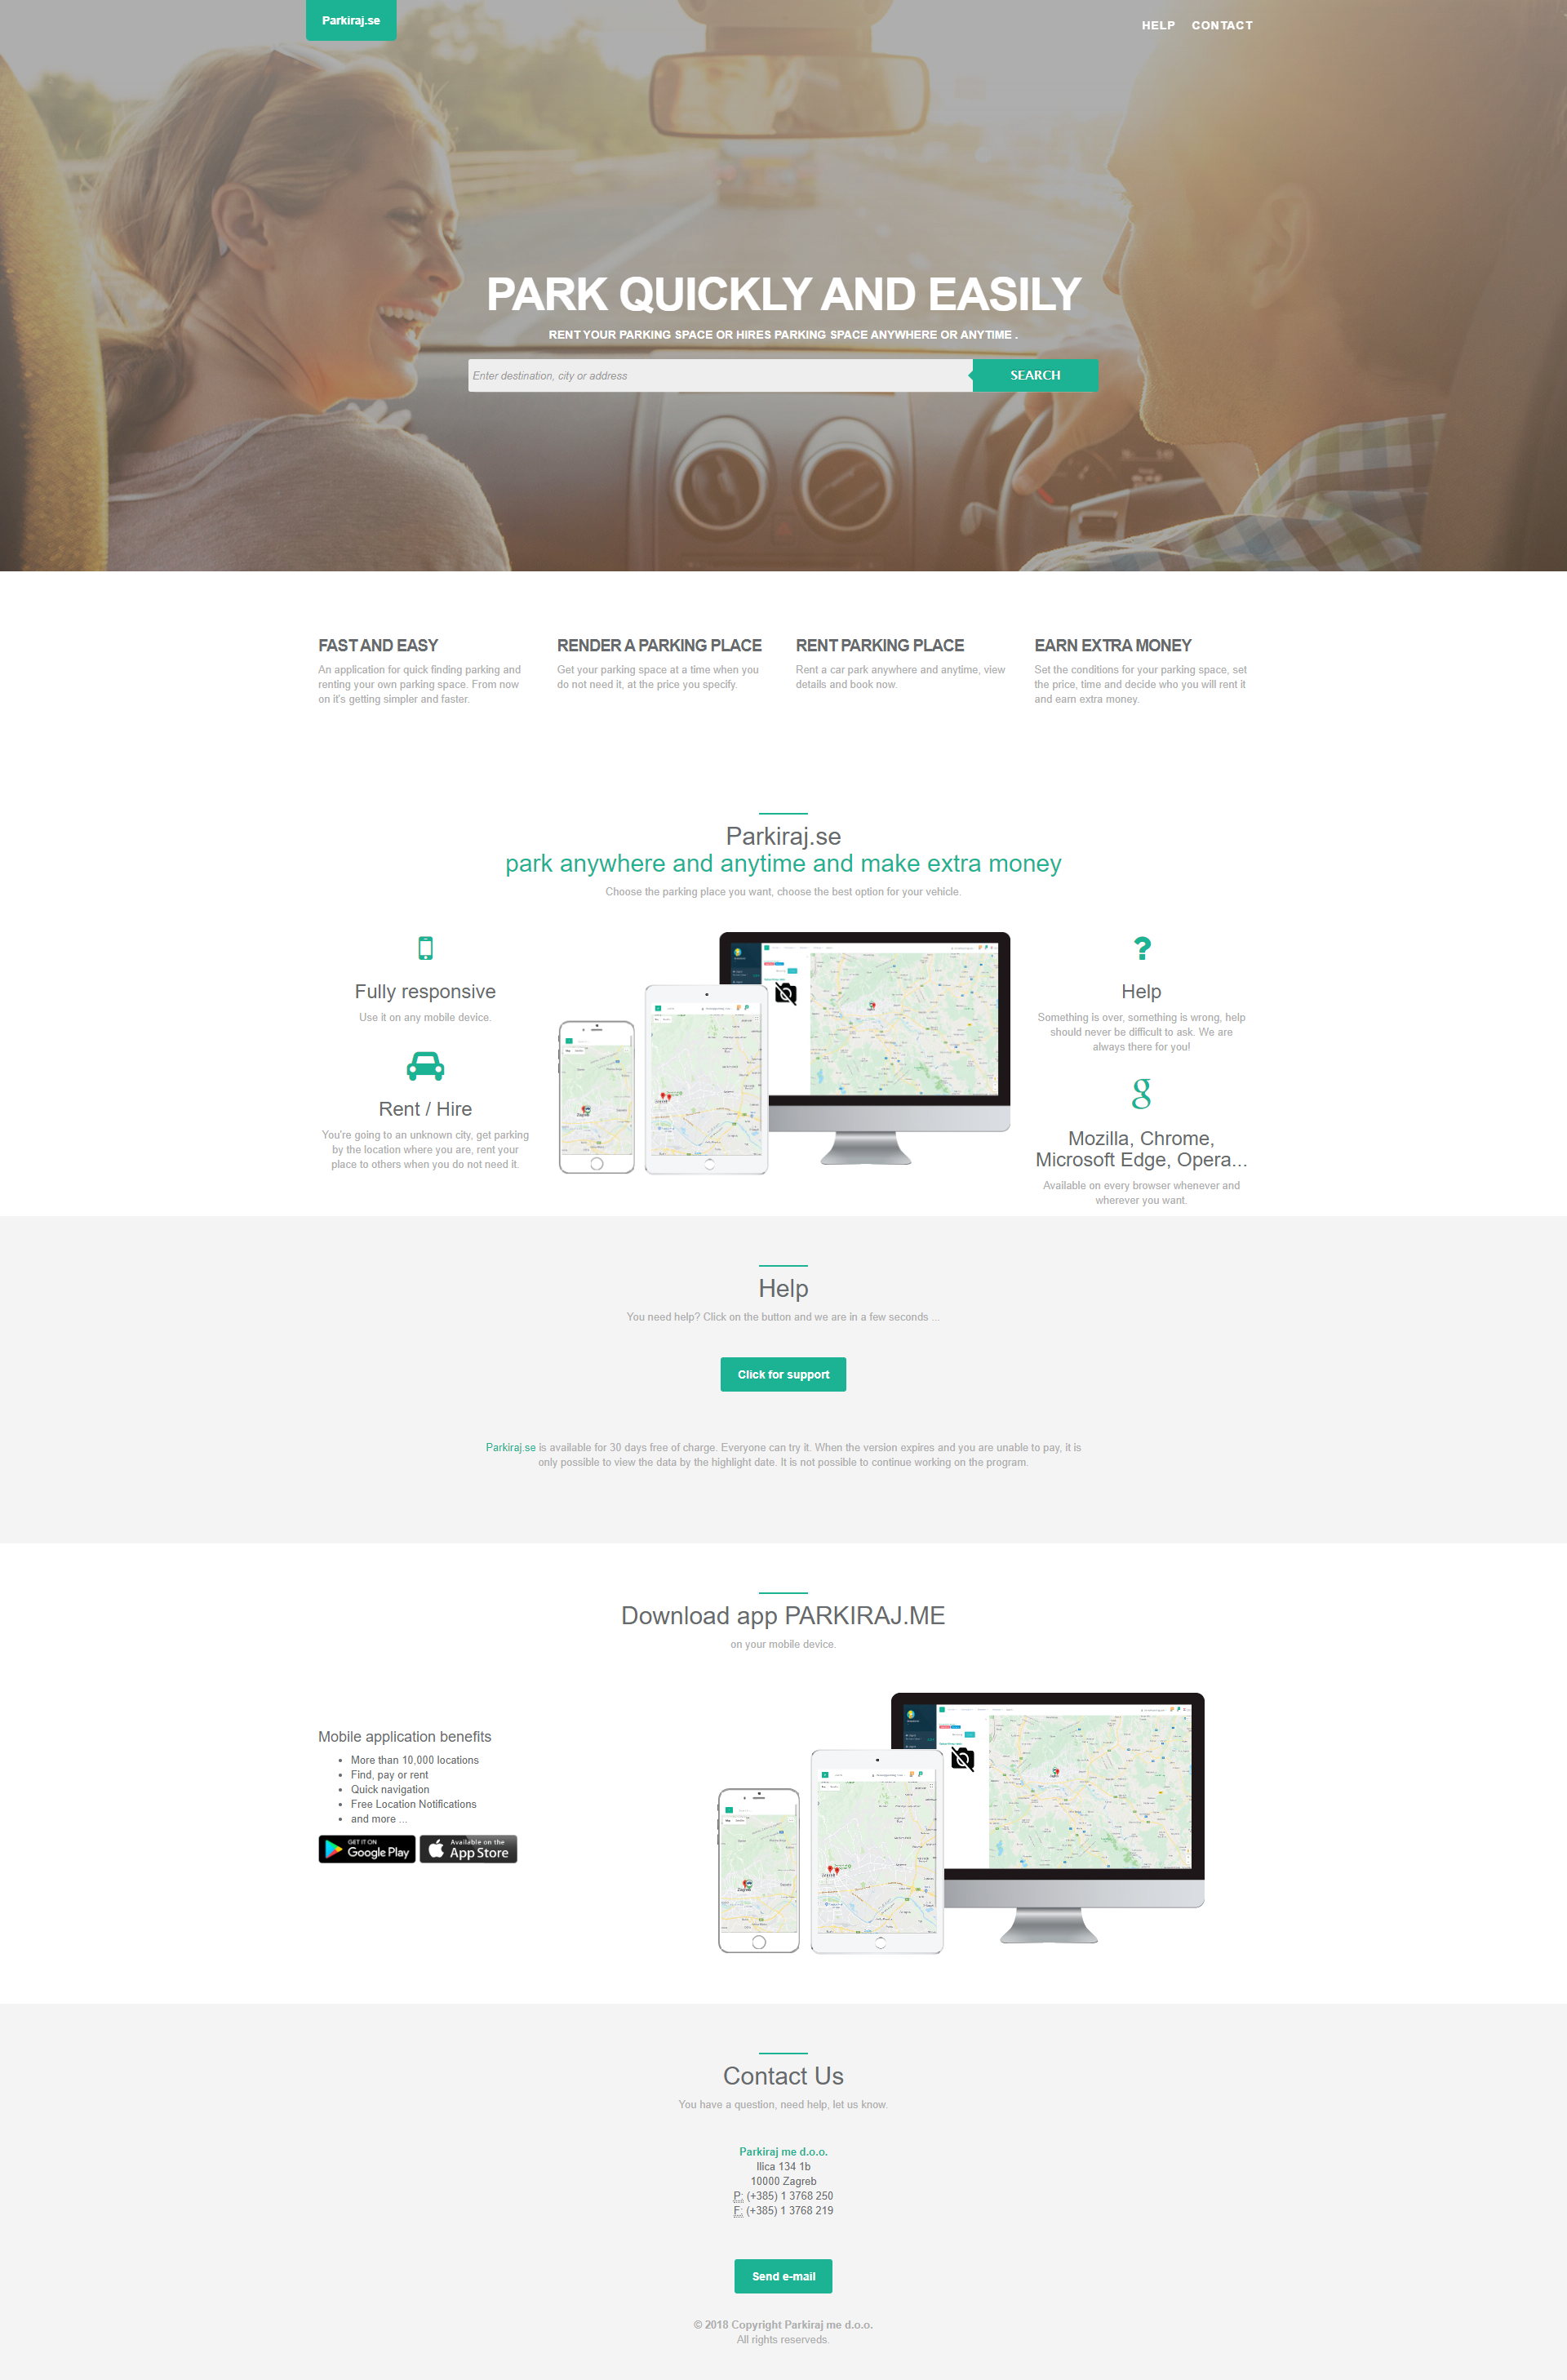 Parkiraj.se
HELP CONTACT
PARK QUICKLY AND EASILY
RENT YOUR PARKING SPACE OR HIRES PARKING SPACE ANYWHERE OR ANYTIME .
Enter destination, city or address
SEARCH
FAST AND EASY
An application for quick finding parking and
renting your own parking space. From now
on it's getting simpler and faster.
RENDER A PARKING PLACE
Get your parking space at a time when you
do not need it, at the price you specify.
RENT PARKING PLACE
Rent a car park anywhere and anytime, view
details and book now.
EARN EXTRA MONEY
Set the conditions for your parking space, set
the price, time and decide who you will rent it
and earn extra money.
Parkiraj.se
park anywhere and anytime and make extra money
Choose the parking place you want, choose the best option for your vehicle.
Fully responsive
Use it on any mobile device.
Rent / Hire
You're going to an unknown city, get parking
by the location where you are, rent your
place to others when you do not need it.
Help
Something is over, something is wrong, help
should never be difficult to ask. We are
always there for you!
Mozilla, Chrome,
Microsoft Edge, Opera...
Available on every browser whenever and
wherever you want.
Help
You need help? Click on the button and we are in a few seconds ...
Click for support
Parkiraj.se is available for 30 days free of charge. Everyone can try it. When the version expires and you are unable to pay, it is
only possible to view the data by the highlight date. It is not possible to continue working on the program.
Download app PARKIRAJ.ME
on your mobile device.
Mobile application benefits
More than 10,000 locations
Find, pay or rent
Quick navigation
Free Location Notifications
and more ...
GET IT ON
Google Play
Available on the
App Store
Zagreb
Contact Us
You have a question, need help, let us know.
Parkiraj me d.o.o.
Ilica 134 1b
10000 Zagreb
P: (+385) 1 3768 250
F: (+385) 1 3768 219
Send e-mail
© 2018 Copyright Parkiraj me d.o.o.
All rights reserveds.